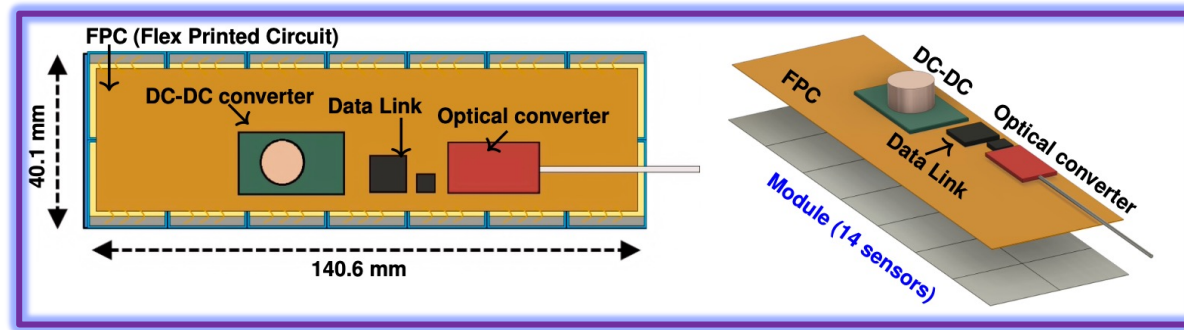 FPC (Flex Printed Circuit)
DC-DC converter
Data Link
Optical converter
40.1 mm
140.6 mm
DC-DC
FPC
Optical converter
Data Link
Module (14 sensors)